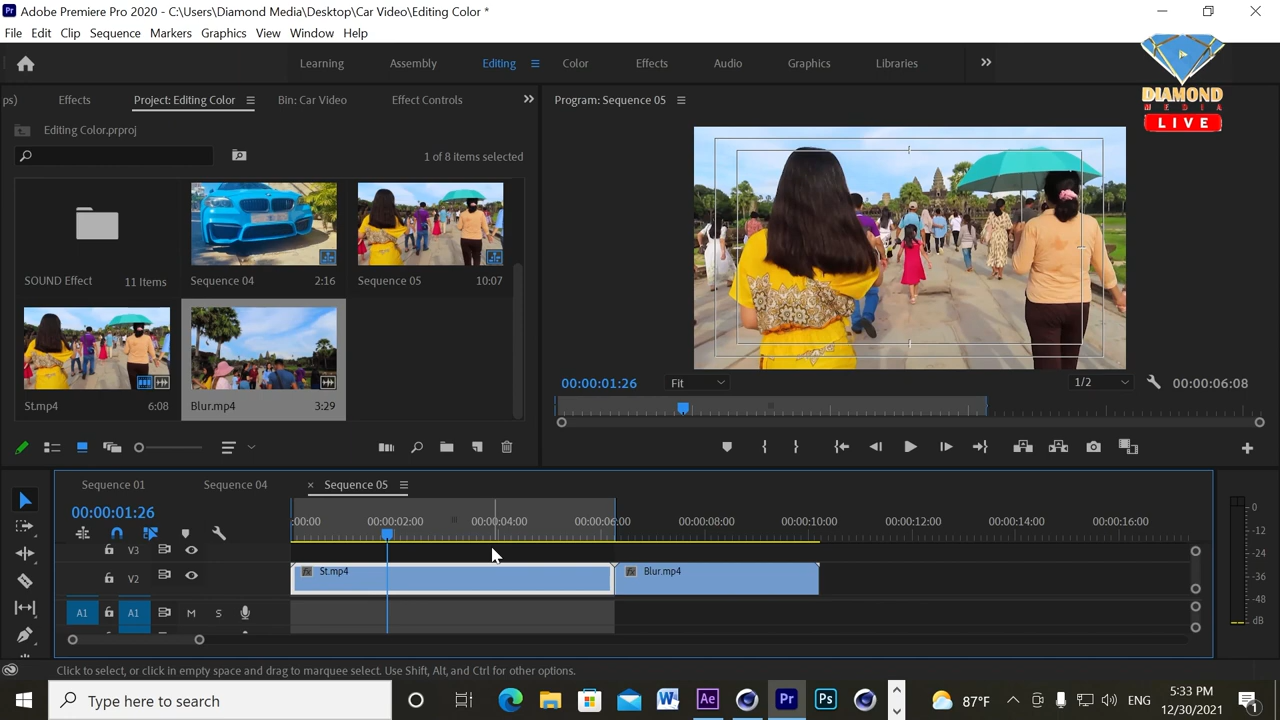 Adobe Premiere Pro 2020 - C:\Users\Diamond Media\Desktop\Car Video\Editing Color *
File Edit Clip Sequence Markers Graphics View Window Help
Learning Assembly Editing Color Effects Audio Graphics Libraries
DIAMOND
MEDIA
LIVE
ps) Effects Project: Editing Color Bin: Car Video Effect Controls
Editing Color.prproj
1 of 8 items selected
SOUND Effect 11 Items
Sequence 04 2:16
Sequence 05 10:07
St.mp4 6:08
Blur.mp4 3:29
Program: Sequence 05
00:00:01:26 Fit 1/2 00:00:06:08
Sequence 01 Sequence 04 × Sequence 05
00:00:01:26
:00:00 00:00:02:00 00:00:04:00 00:00:06:00 00:00:08:00 00:00:10:00 00:00:12:00 00:00:14:00 00:00:16:00
V3
V2 fx St.mp4 fx Blur.mp4
A1 A1 M S
0
-12
-24
-36
-48
dB
Click to select, or click in empty space and drag to marquee select. Use Shift, Alt, and Ctrl for other options.
Type here to search
87°F ENG 5:33 PM
12/30/2021
1